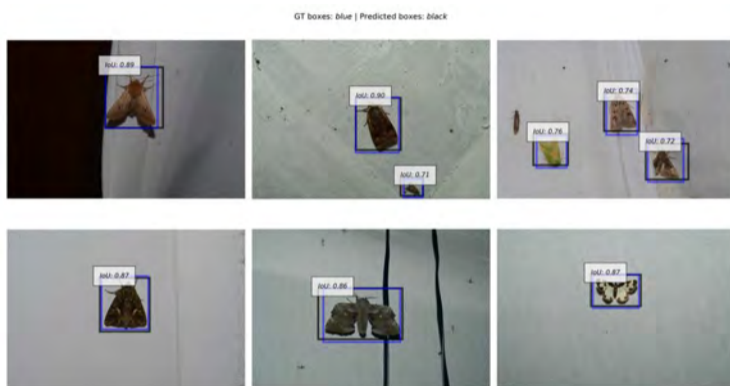 GT boxes: blue | Predicted boxes: black
IoU: 0.89
IoU: 0.90
IoU: 0.71
IoU: 0.74
IoU: 0.76
IoU: 0.72
IoU: 0.87
IoU: 0.86
IoU: 0.87